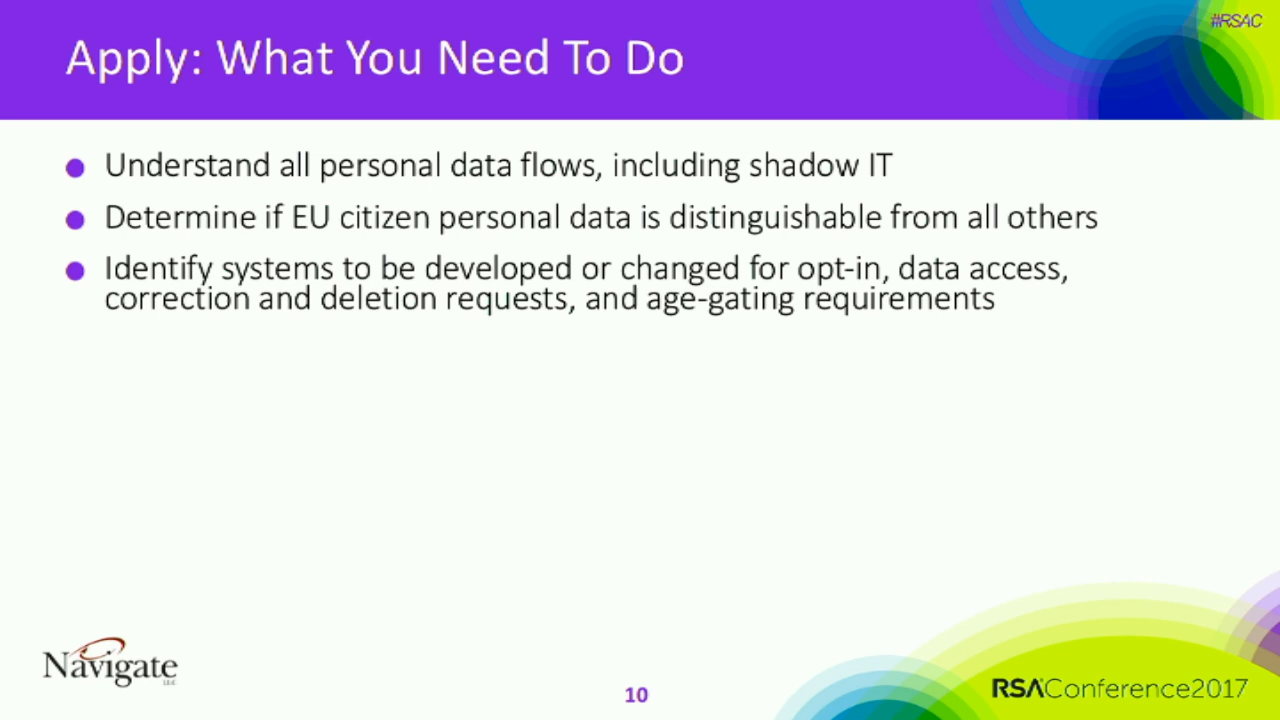 #RSAC
Apply: What You Need To Do
Understand all personal data flows, including shadow IT
Determine if EU citizen personal data is distinguishable from all others
Identify systems to be developed or changed for opt-in, data access,
correction and deletion requests, and age-gating requirements
Navigate
LLC
10
RSAConference2017